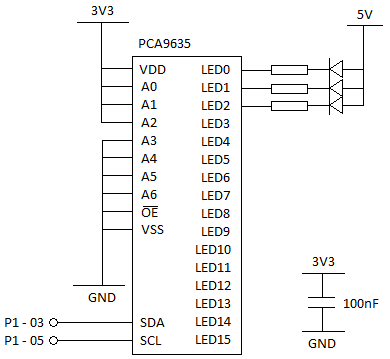 3V3
5V
PCA9635
VDD
LED0
A0
LED1
A1
LED2
A2
LED3
A3
LED4
A4
LED5
A5
LED6
A6
LED7
OE
LED8
VSS
LED9
LED10
LED11
LED12
LED13
GND
3V3
100nF
P1 - 03
SDA
LED14
P1 - 05
SCL
LED15
GND